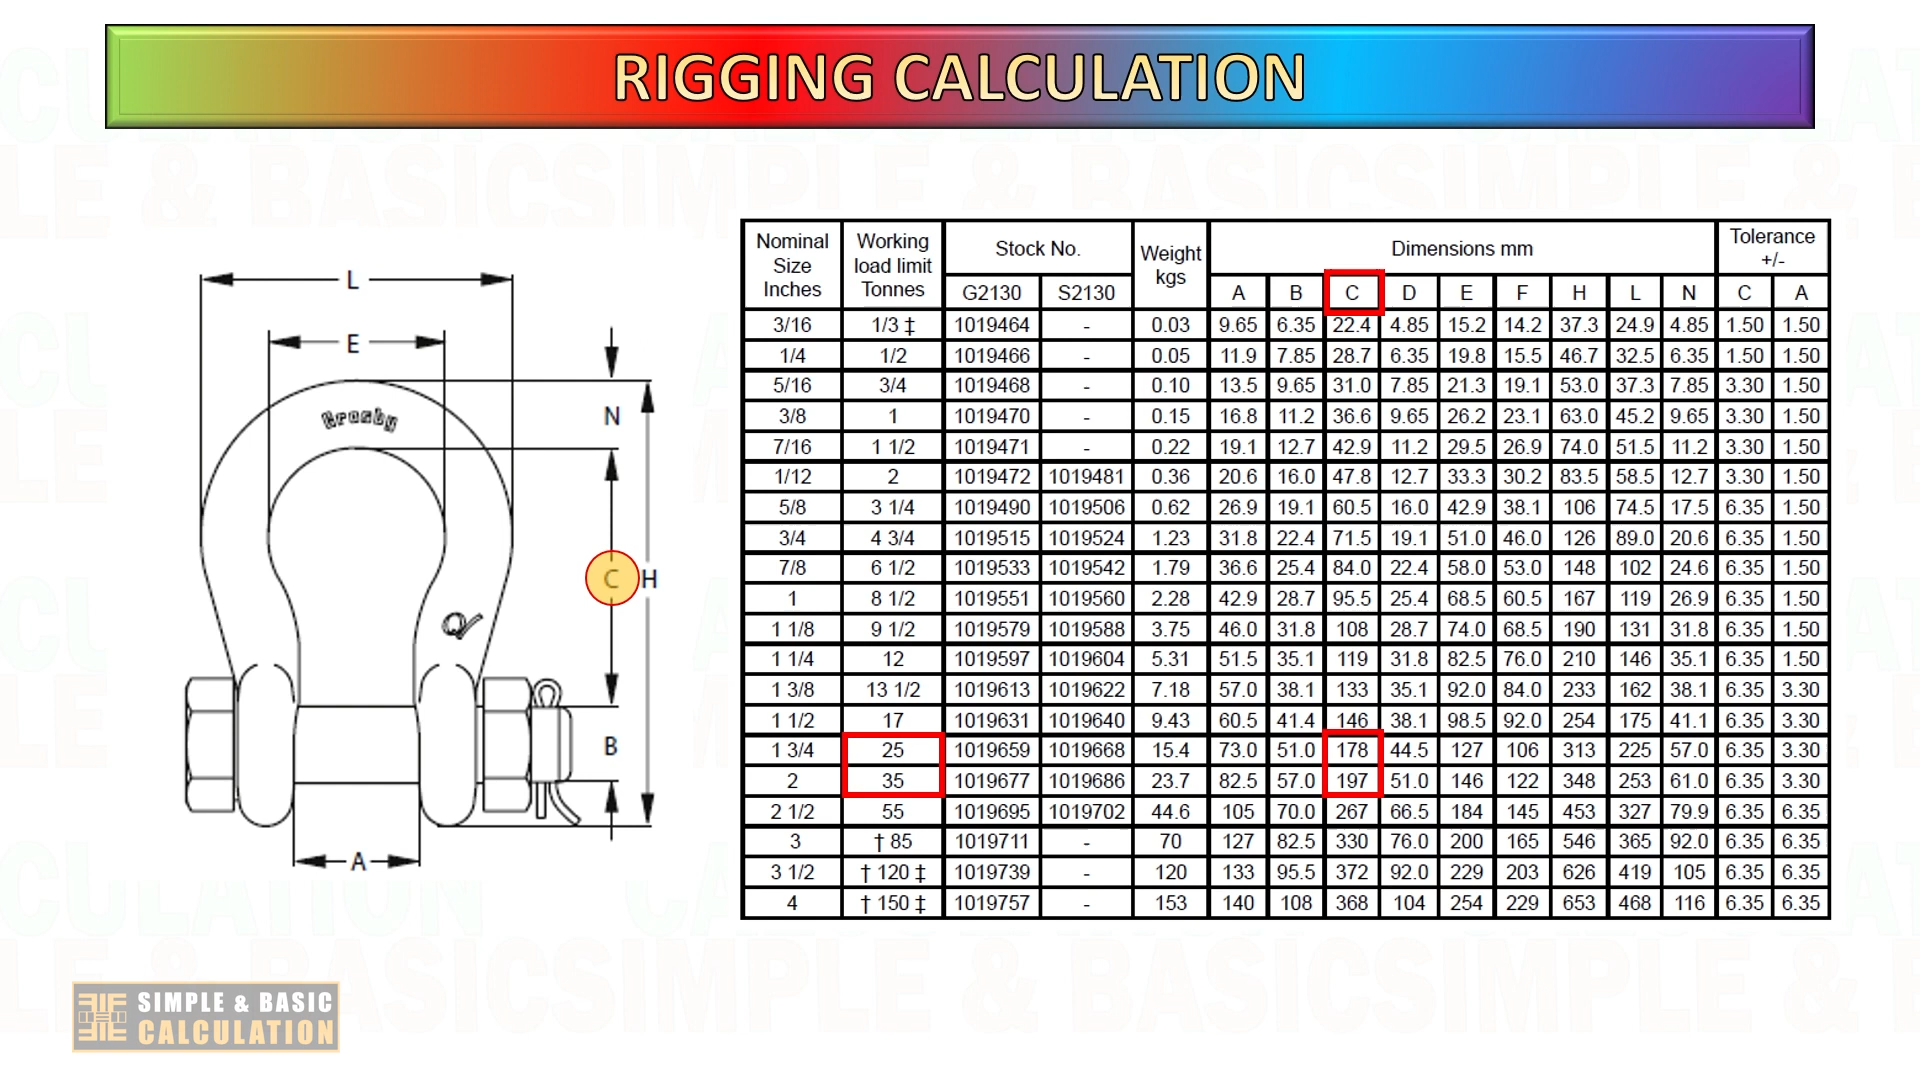 RIGGING CALCULATION
L
E
Crosby
N
C
H
B
A
Nominal Size Inches | Working load limit Tonnes | Stock No. | Weight kgs | Dimensions mm | Tolerance +/-
G2130 S2130 A B C D E F H L N C A
3/16 1/3 ‡ 1019464 - 0.03 9.65 6.35 22.4 4.85 15.2 14.2 37.3 24.9 4.85 1.50 1.50
1/4 1/2 1019466 - 0.05 11.9 7.85 28.7 6.35 19.8 15.5 46.7 32.5 6.35 1.50 1.50
5/16 3/4 1019468 - 0.10 13.5 9.65 31.0 7.85 21.3 19.1 53.0 37.3 7.85 3.30 1.50
3/8 1 1019470 - 0.15 16.8 11.2 36.6 9.65 26.2 23.1 63.0 45.2 9.65 3.30 1.50
7/16 1 1/2 1019471 - 0.22 19.1 12.7 42.9 11.2 29.5 26.9 74.0 51.5 11.2 3.30 1.50
1/12 2 1019472 1019481 0.36 20.6 16.0 47.8 12.7 33.3 30.2 83.5 58.5 12.7 3.30 1.50
5/8 3 1/4 1019490 1019506 0.62 26.9 19.1 60.5 16.0 42.9 38.1 106 74.5 17.5 6.35 1.50
3/4 4 3/4 1019515 1019524 1.23 31.8 22.4 71.5 19.1 51.0 46.0 126 89.0 20.6 6.35 1.50
7/8 6 1/2 1019533 1019542 1.79 36.6 25.4 84.0 22.4 58.0 53.0 148 102 24.6 6.35 1.50
1 8 1/2 1019551 1019560 2.28 42.9 28.7 95.5 25.4 68.5 60.5 167 119 26.9 6.35 1.50
1 1/8 9 1/2 1019579 1019588 3.75 46.0 31.8 108 28.7 74.0 68.5 190 131 31.8 6.35 1.50
1 1/4 12 1019597 1019604 5.31 51.5 35.1 119 31.8 82.5 76.0 210 146 35.1 6.35 1.50
1 3/8 13 1/2 1019613 1019622 7.18 57.0 38.1 133 35.1 92.0 84.0 233 162 38.1 6.35 3.30
1 1/2 17 1019631 1019640 9.43 60.5 41.4 146 38.1 98.5 92.0 254 175 41.1 6.35 3.30
1 3/4 25 1019659 1019668 15.4 73.0 51.0 178 44.5 127 106 313 225 57.0 6.35 3.30
2 35 1019677 1019686 23.7 82.5 57.0 197 51.0 146 122 348 253 61.0 6.35 3.30
2 1/2 55 1019695 1019702 44.6 105 70.0 267 66.5 184 145 453 327 79.9 6.35 6.35
3 † 85 1019711 - 70 127 82.5 330 76.0 200 165 546 365 92.0 6.35 6.35
3 1/2 † 120 ‡ 1019739 - 120 133 95.5 372 92.0 229 203 626 419 105 6.35 6.35
4 † 150 ‡ 1019757 - 153 140 108 368 104 254 229 653 468 116 6.35 6.35
SIMPLE & BASIC
CALCULATION